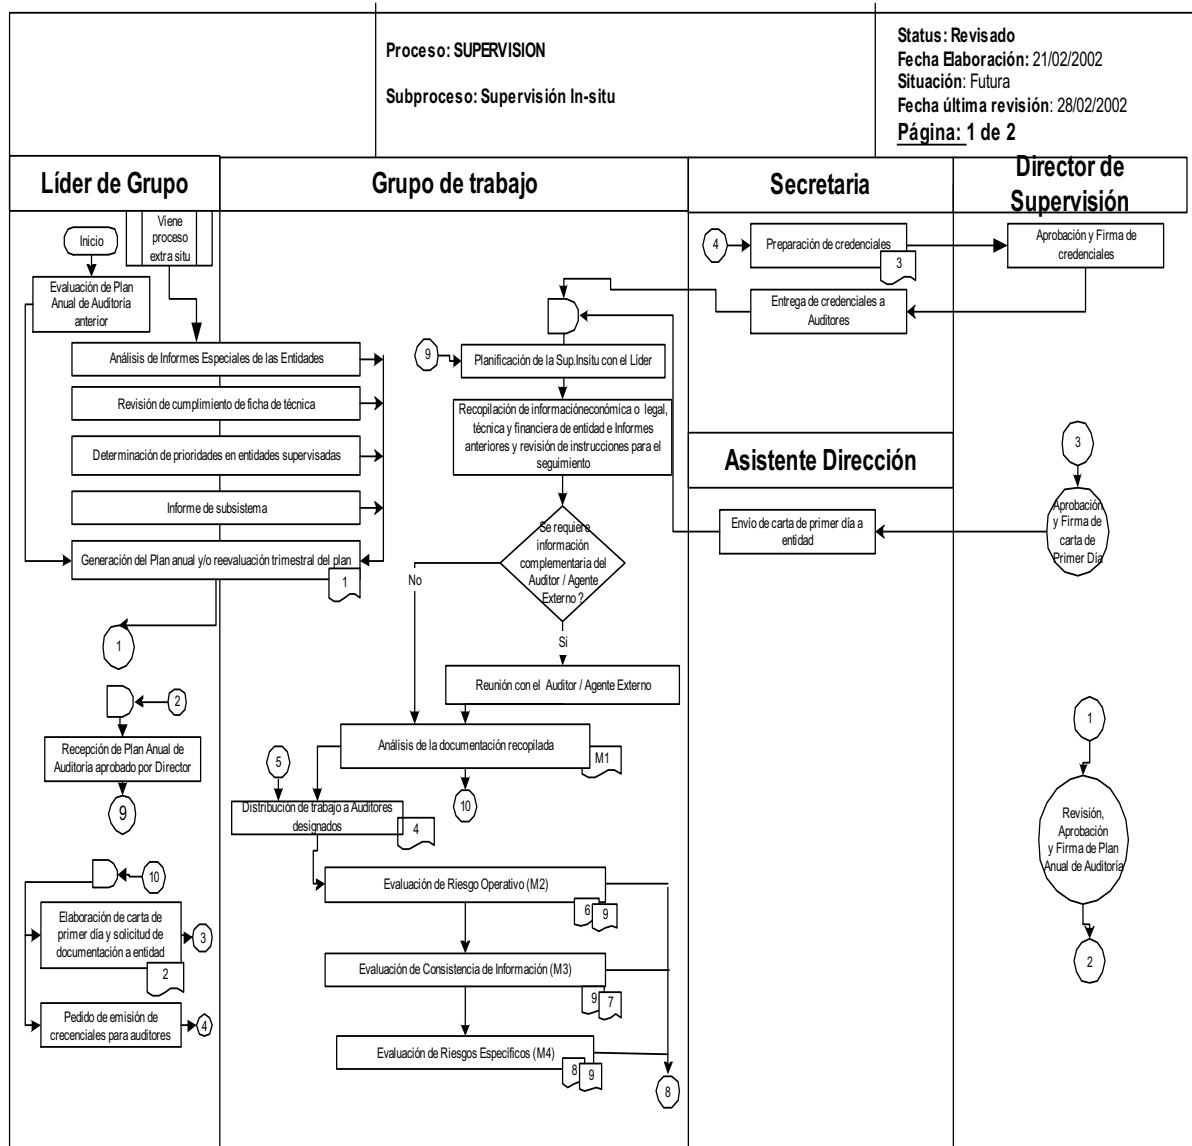 Proceso: SUPERVISION
Subproceso: Supervisión In-situ
Status: Revisado
Fecha Elaboración: 21/02/2002
Situación: Futura
Fecha última revisión: 28/02/2002
Página: 1 de 2
Líder de Grupo
Grupo de trabajo
Secretaria
Director de
Supervisión
Inicio
Viene
proceso
extra situ
Evaluación de Plan
Anual de Auditoría
anterior
Análisis de Informes Especiales de las Entidades
Revisión de cumplimiento de ficha de técnica
Determinación de prioridades en entidades supervisadas
Informe de subsistema
Generación del Plan anual y/o reevaluación trimestral del plan
1
1
2
Recepción de Plan Anual de
Auditoría aprobado por Director
9
10
Elaboración de carta de
primer día y solicitud de
documentación a entidad
2
3
Pedido de emisión de
crecenciales para auditores
4
9
Planificación de la Sup.Insitu con el Líder
Recopilación de informacióneconómica o legal,
técnica y financiera de entidad e Informes
anteriores y revisión de instrucciones para el
seguimiento
Se requiere
información
complementaria del
Auditor / Agente
Externo ?
No
Si
Reunión con el Auditor / Agente Externo
Análisis de la documentación recopilada
M1
5
10
Distribución de trabajo a Auditores
designados
4
Evaluación de Riesgo Operativo (M2)
6
9
Evaluación de Consistencia de Información (M3)
9
7
Evaluación de Riesgos Específicos (M4)
8
9
8
4
Preparación de credenciales
3
Entrega de credenciales a
Auditores
Asistente Dirección
Envío de carta de primer día a
entidad
Aprobación y Firma de
credenciales
3
Aprobación
y Firma de
carta de
Primer Día
1
Revisión,
Aprobación
y Firma de Plan
Anual de Auditoría
2